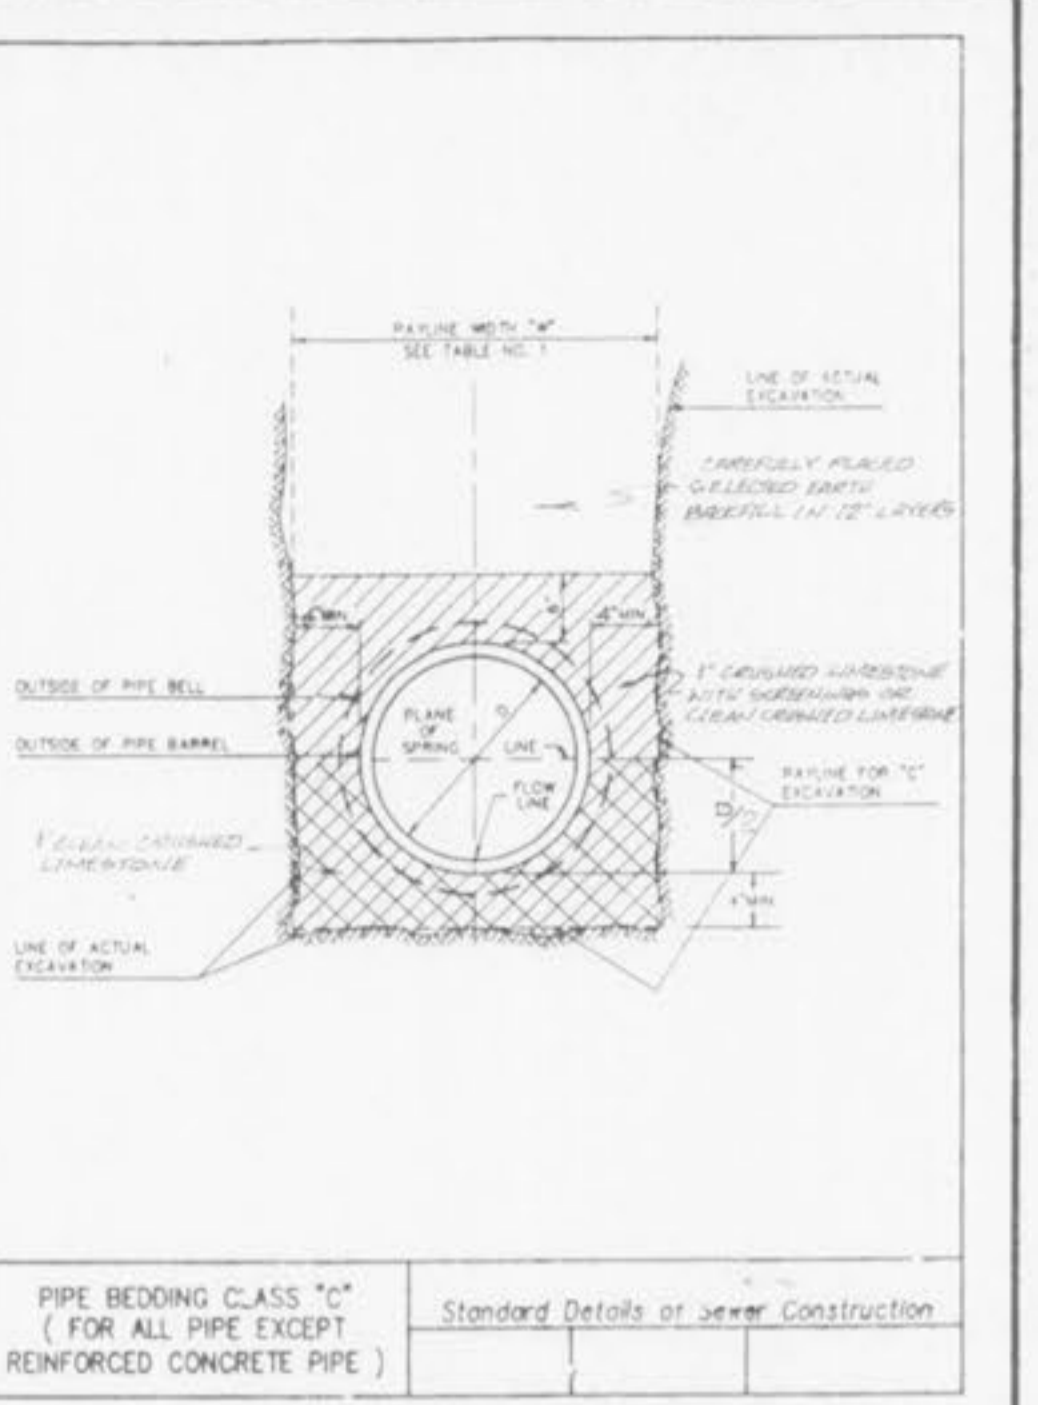 PAYLINE WIDTH "W"
SEE TABLE NO. 1
LINE OF ACTUAL
EXCAVATION
CAREFULLY PLACED
SELECTED EARTH
BACKFILL IN 12" LAYERS
4" MIN.
OUTSIDE OF PIPE BELL
1" CRUSHED LIMESTONE
WITH SCREENINGS OR
CLEAN CRUSHED LIMESTONE
PLANE
OF
SPRING LINE
D
OUTSIDE OF PIPE BARREL
FLOW
LINE
PAYLINE FOR "C"
EXCAVATION
D/2
1" CLEAN CRUSHED
LIMESTONE
4" MIN.
LINE OF ACTUAL
EXCAVATION
PIPE BEDDING CLASS "C"
( FOR ALL PIPE EXCEPT
REINFORCED CONCRETE PIPE )
Standard Details of Sewer Construction